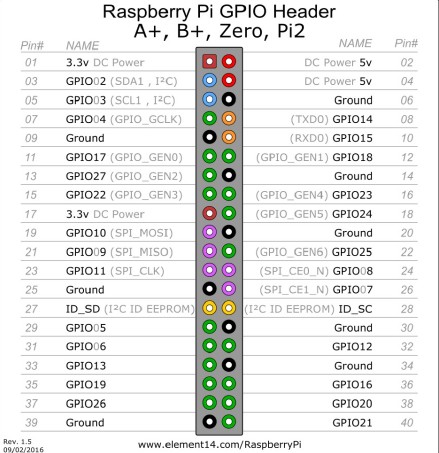 Raspberry Pi GPIO Header
A+, B+, Zero, Pi2
Pin# NAME NAME Pin#
01 3.3v DC Power DC Power 5v 02
03 GPIO02 (SDA1 , I²C) DC Power 5v 04
05 GPIO03 (SCL1 , I²C) Ground 06
07 GPIO04 (GPIO_GCLK) (TXD0) GPIO14 08
09 Ground (RXD0) GPIO15 10
11 GPIO17 (GPIO_GEN0) (GPIO_GEN1) GPIO18 12
13 GPIO27 (GPIO_GEN2) Ground 14
15 GPIO22 (GPIO_GEN3) (GPIO_GEN4) GPIO23 16
17 3.3v DC Power (GPIO_GEN5) GPIO24 18
19 GPIO10 (SPI_MOSI) Ground 20
21 GPIO09 (SPI_MISO) (GPIO_GEN6) GPIO25 22
23 GPIO11 (SPI_CLK) (SPI_CE0_N) GPIO08 24
25 Ground (SPI_CE1_N) GPIO07 26
27 ID_SD (I²C ID EEPROM) (I²C ID EEPROM) ID_SC 28
29 GPIO05 Ground 30
31 GPIO06 GPIO12 32
33 GPIO13 Ground 34
35 GPIO19 GPIO16 36
37 GPIO26 GPIO20 38
39 Ground GPIO21 40
Rev. 1.5
09/02/2016 www.element14.com/RaspberryPi